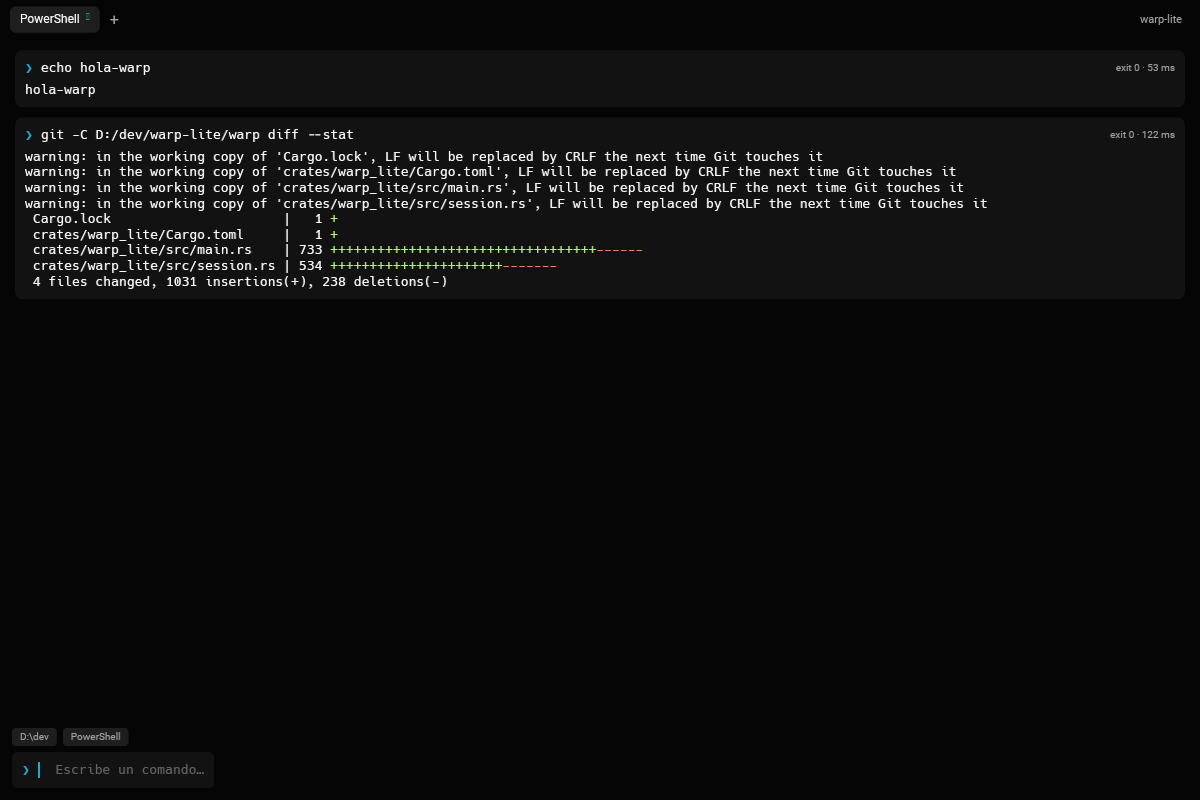 PowerShell +
warp-lite
❯ echo hola-warp
exit 0 · 53 ms
hola-warp
❯ git -C D:/dev/warp-lite/warp diff --stat
exit 0 · 122 ms
warning: in the working copy of 'Cargo.lock', LF will be replaced by CRLF the next time Git touches it
warning: in the working copy of 'crates/warp_lite/Cargo.toml', LF will be replaced by CRLF the next time Git touches it
warning: in the working copy of 'crates/warp_lite/src/main.rs', LF will be replaced by CRLF the next time Git touches it
warning: in the working copy of 'crates/warp_lite/src/session.rs', LF will be replaced by CRLF the next time Git touches it
 Cargo.lock                      |   1 +
 crates/warp_lite/Cargo.toml     |   1 +
 crates/warp_lite/src/main.rs    | 733 ++++++++++++++++++++++++++++++++++------
 crates/warp_lite/src/session.rs | 534 ++++++++++++++++++++++-------
 4 files changed, 1031 insertions(+), 238 deletions(-)
D:\dev
PowerShell
❯ Escribe un comando…